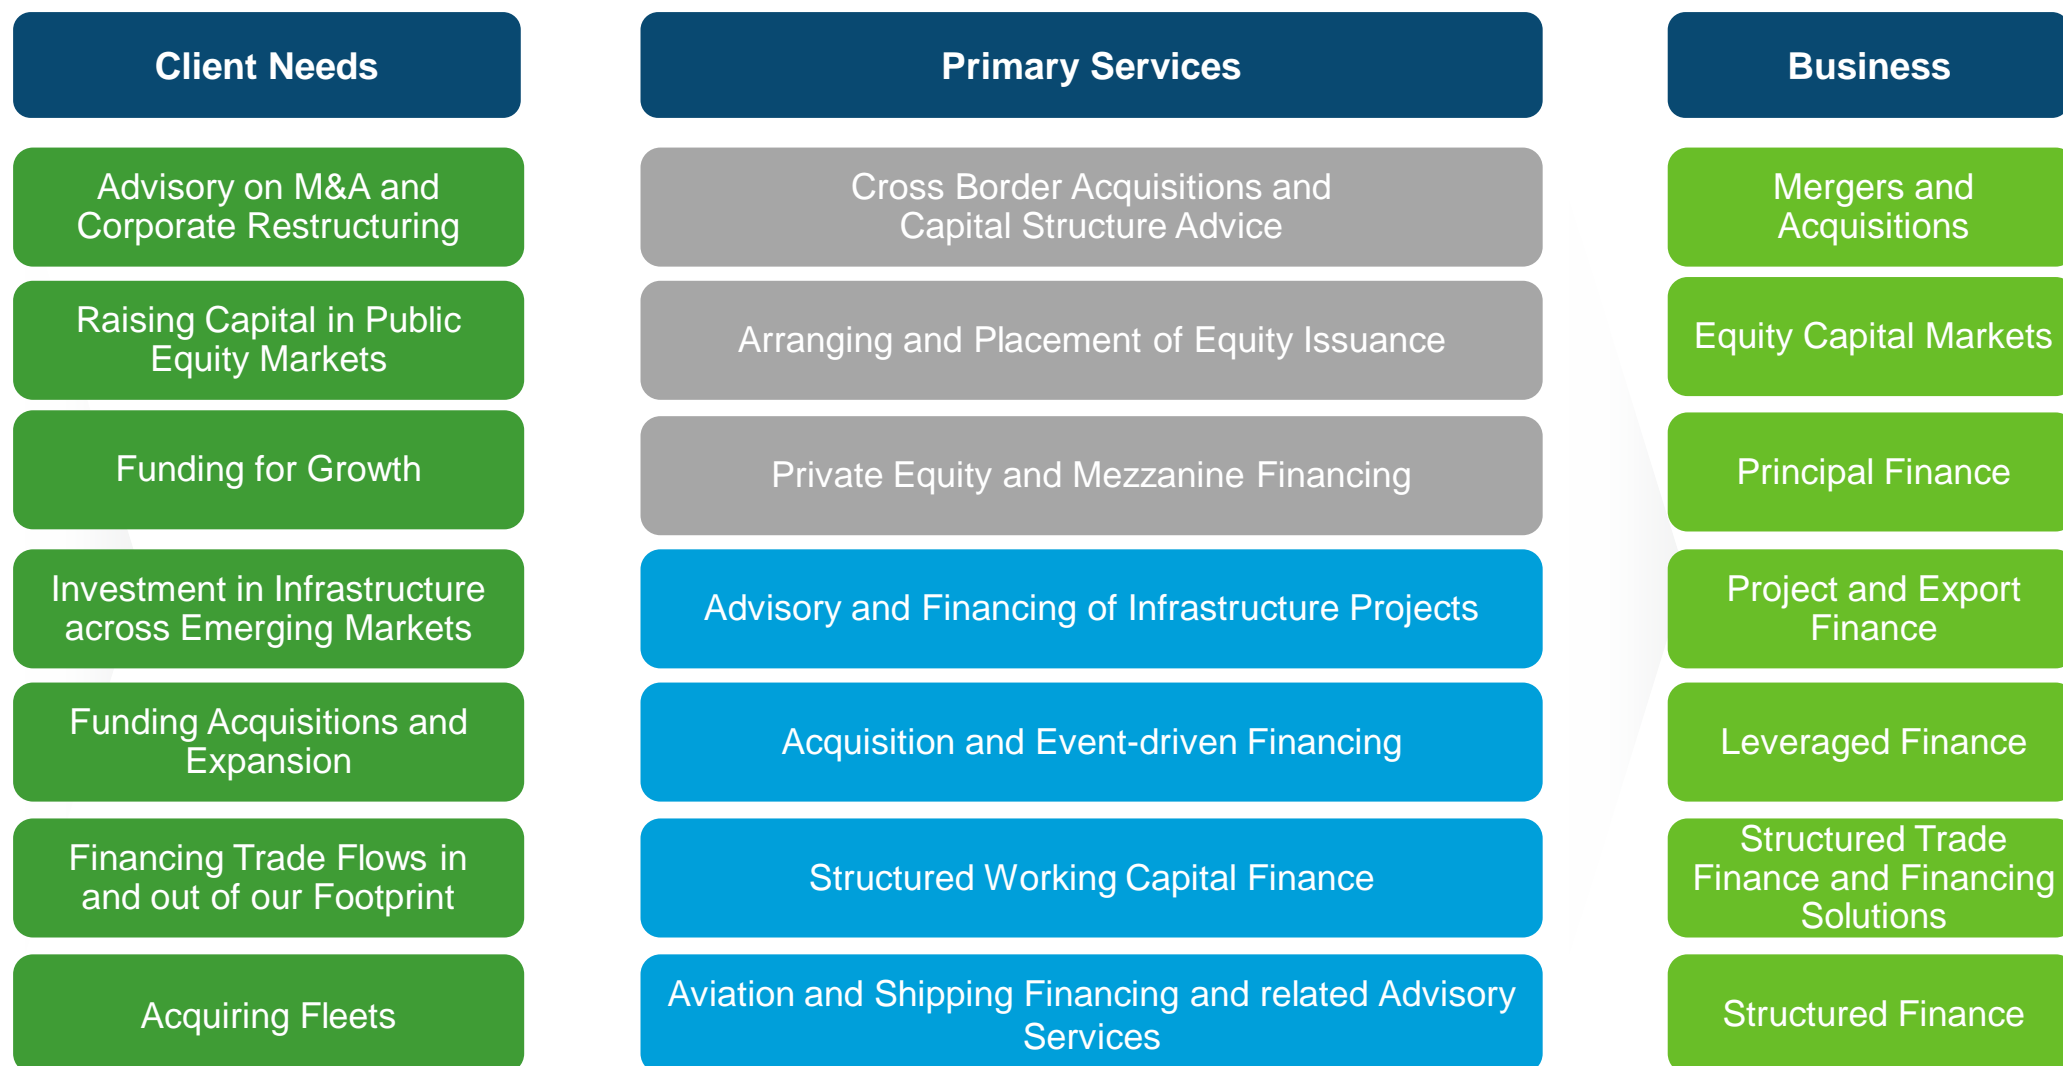 Client Needs
Primary Services
Business
Advisory on M&A and
Corporate Restructuring
Cross Border Acquisitions and
Capital Structure Advice
Mergers and
Acquisitions
Raising Capital in Public
Equity Markets
Arranging and Placement of Equity Issuance
Equity Capital Markets
Funding for Growth
Private Equity and Mezzanine Financing
Principal Finance
Investment in Infrastructure
across Emerging Markets
Advisory and Financing of Infrastructure Projects
Project and Export
Finance
Funding Acquisitions and
Expansion
Acquisition and Event-driven Financing
Leveraged Finance
Financing Trade Flows in
and out of our Footprint
Structured Working Capital Finance
Structured Trade
Finance and Financing
Solutions
Acquiring Fleets
Aviation and Shipping Financing and related Advisory
Services
Structured Finance